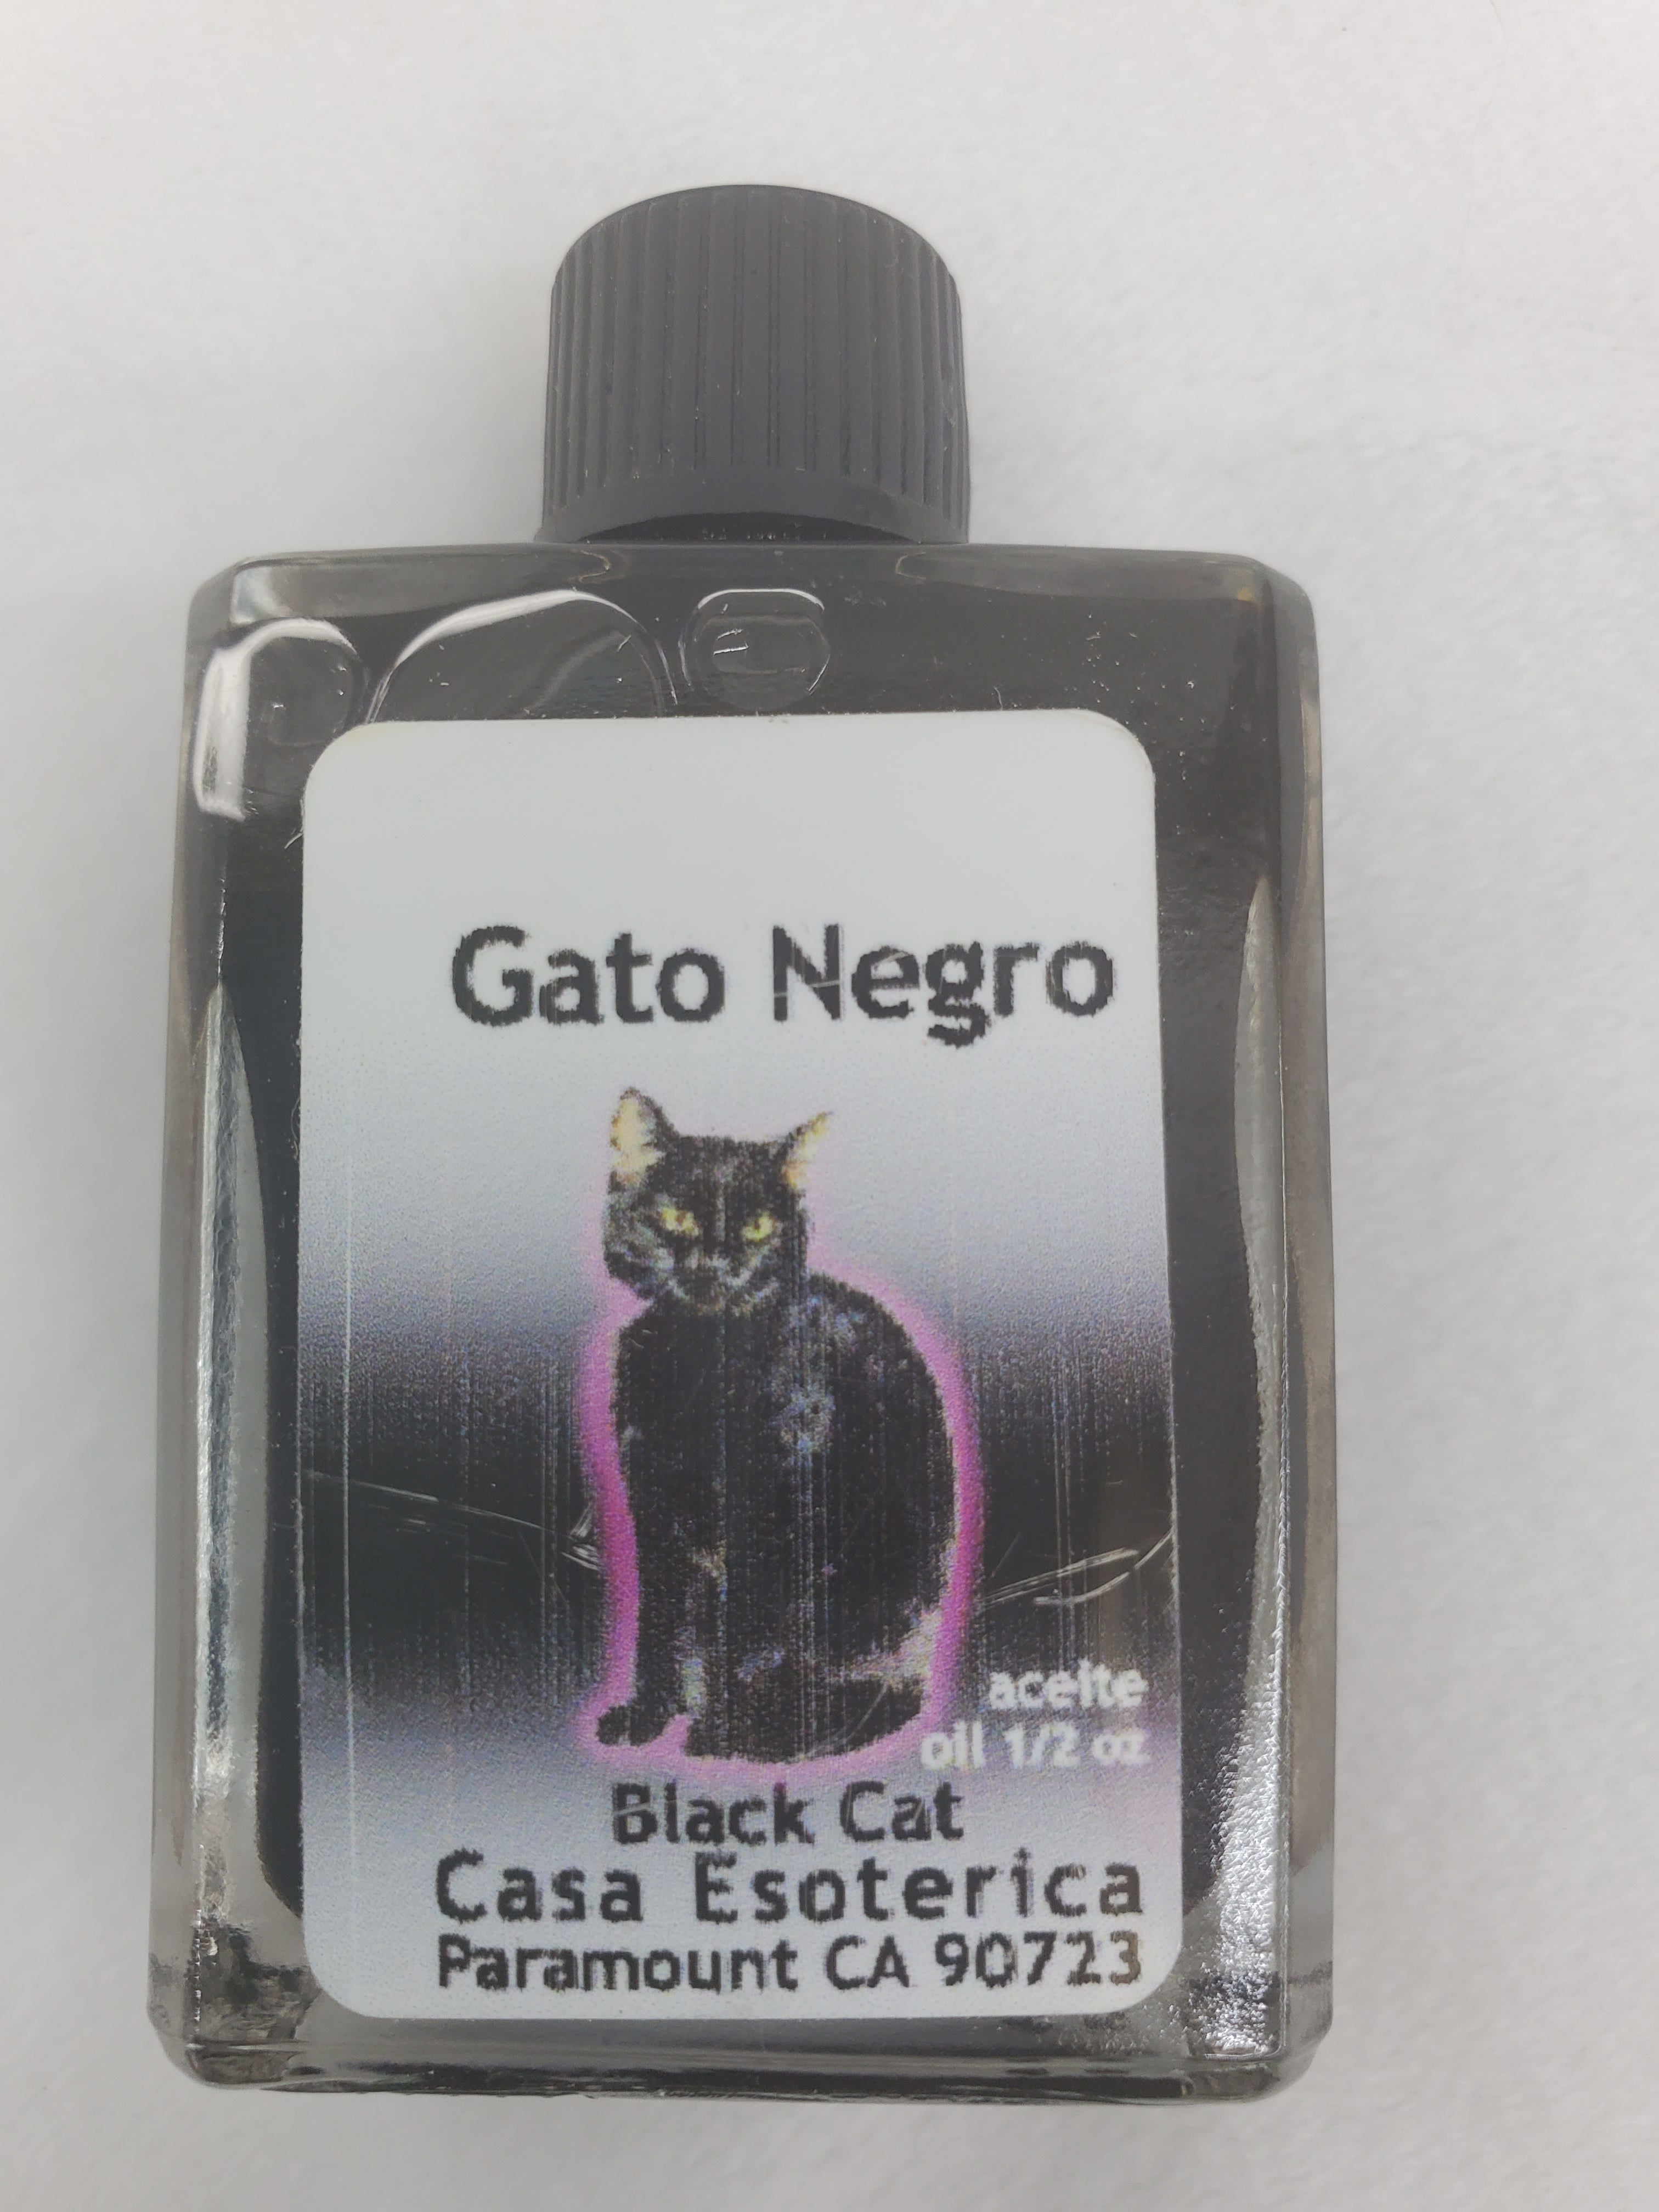 Gato Negro
aceite
oil 1/2 oz
Black Cat
Casa Esoterica
Paramount CA 90723